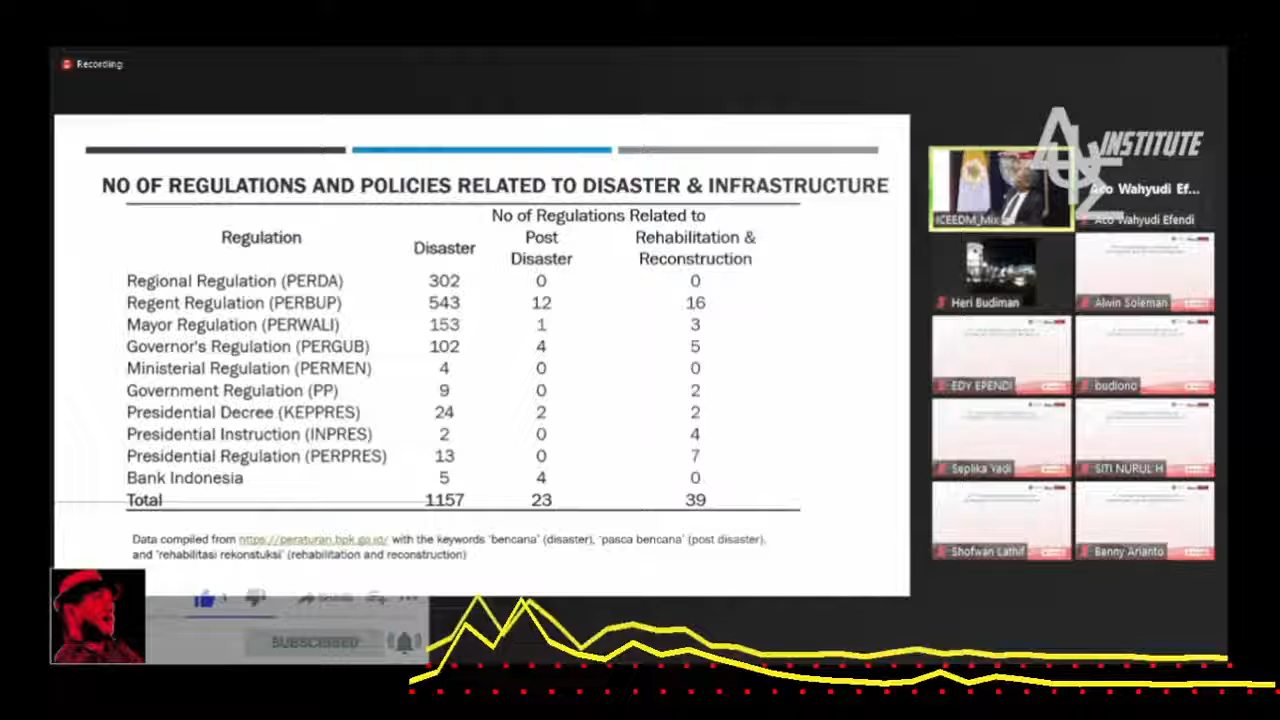 Recording
INSTITUTE
NO OF REGULATIONS AND POLICIES RELATED TO DISASTER & INFRASTRUCTURE
No of Regulations Related to
Regulation Disaster Post Disaster Rehabilitation & Reconstruction
Regional Regulation (PERDA) 302 0 0
Regent Regulation (PERBUP) 543 12 16
Mayor Regulation (PERWALI) 153 1 3
Governor's Regulation (PERGUB) 102 4 5
Ministerial Regulation (PERMEN) 4 0 0
Government Regulation (PP) 9 0 2
Presidential Decree (KEPPRES) 24 2 2
Presidential Instruction (INPRES) 2 0 4
Presidential Regulation (PERPRES) 13 0 7
Bank Indonesia 5 4 0
Total 1157 23 39
Data compiled from https://peraturan.bpk.go.id/ with the keywords 'bencana' (disaster), 'pasca bencana' (post disaster),
and 'rehabilitasi rekonstuksi' (rehabilitation and reconstruction)
Aco Wahyudi Ef...
ICEEDM_Mix
Aco Wahyudi Efendi
Heri Budiman
Alvin Soleman
EDY EPENDI
budiono
Seplika Yadi
SITI NURUL H
Shofwan Lathif
Benny Arianto
SUBSCRIBED